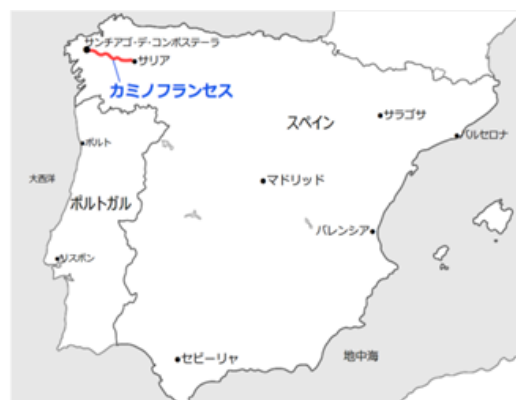 サンチアゴ・デ・コンポステーラ
サリア
カミノフランセス
スペイン
サラゴサ
バルセロナ
ポルト
大西洋
マドリッド
ポルトガル
バレンシア
リスボン
セビーリャ
地中海